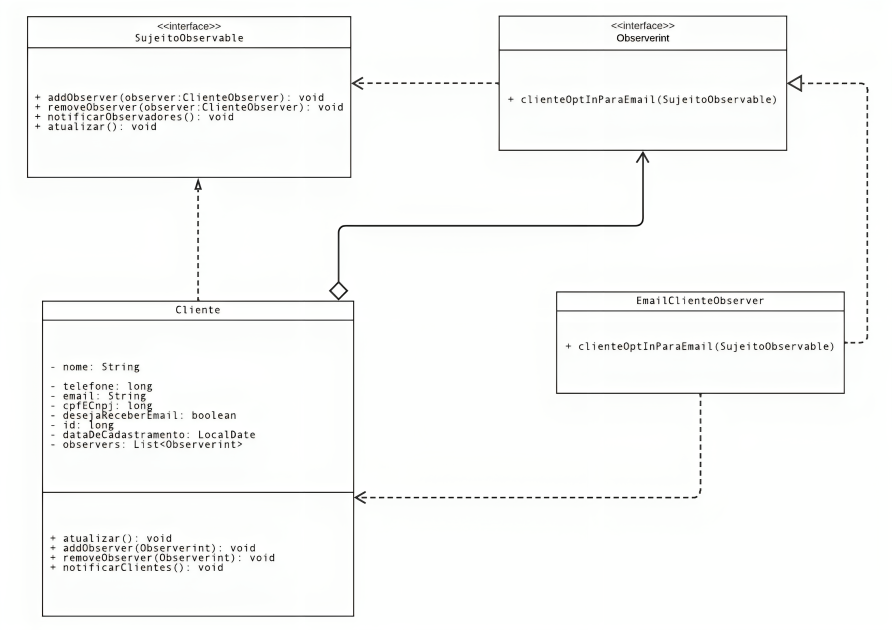 <<interface>>
SujeitoObservable
+ addObserver(observer:ClienteObserver): void
+ removeObserver(observer:ClienteObserver): void
+ notificarObservadores(): void
+ atualizar(): void
<<interface>>
Observerint
+ clienteOptInParaEmail(SujeitoObservable)
Cliente
- nome: String
- telefone: long
- email: String
- cpfECnpj: long
- desejaReceberEmail: boolean
- id: long
- dataDeCadastramento: LocalDate
- observers: List<Observerint>
+ atualizar(): void
+ addObserver(Observerint): void
+ removeObserver(Observerint): void
+ notificarClientes(): void
EmailClienteObserver
+ clienteOptInParaEmail(SujeitoObservable)